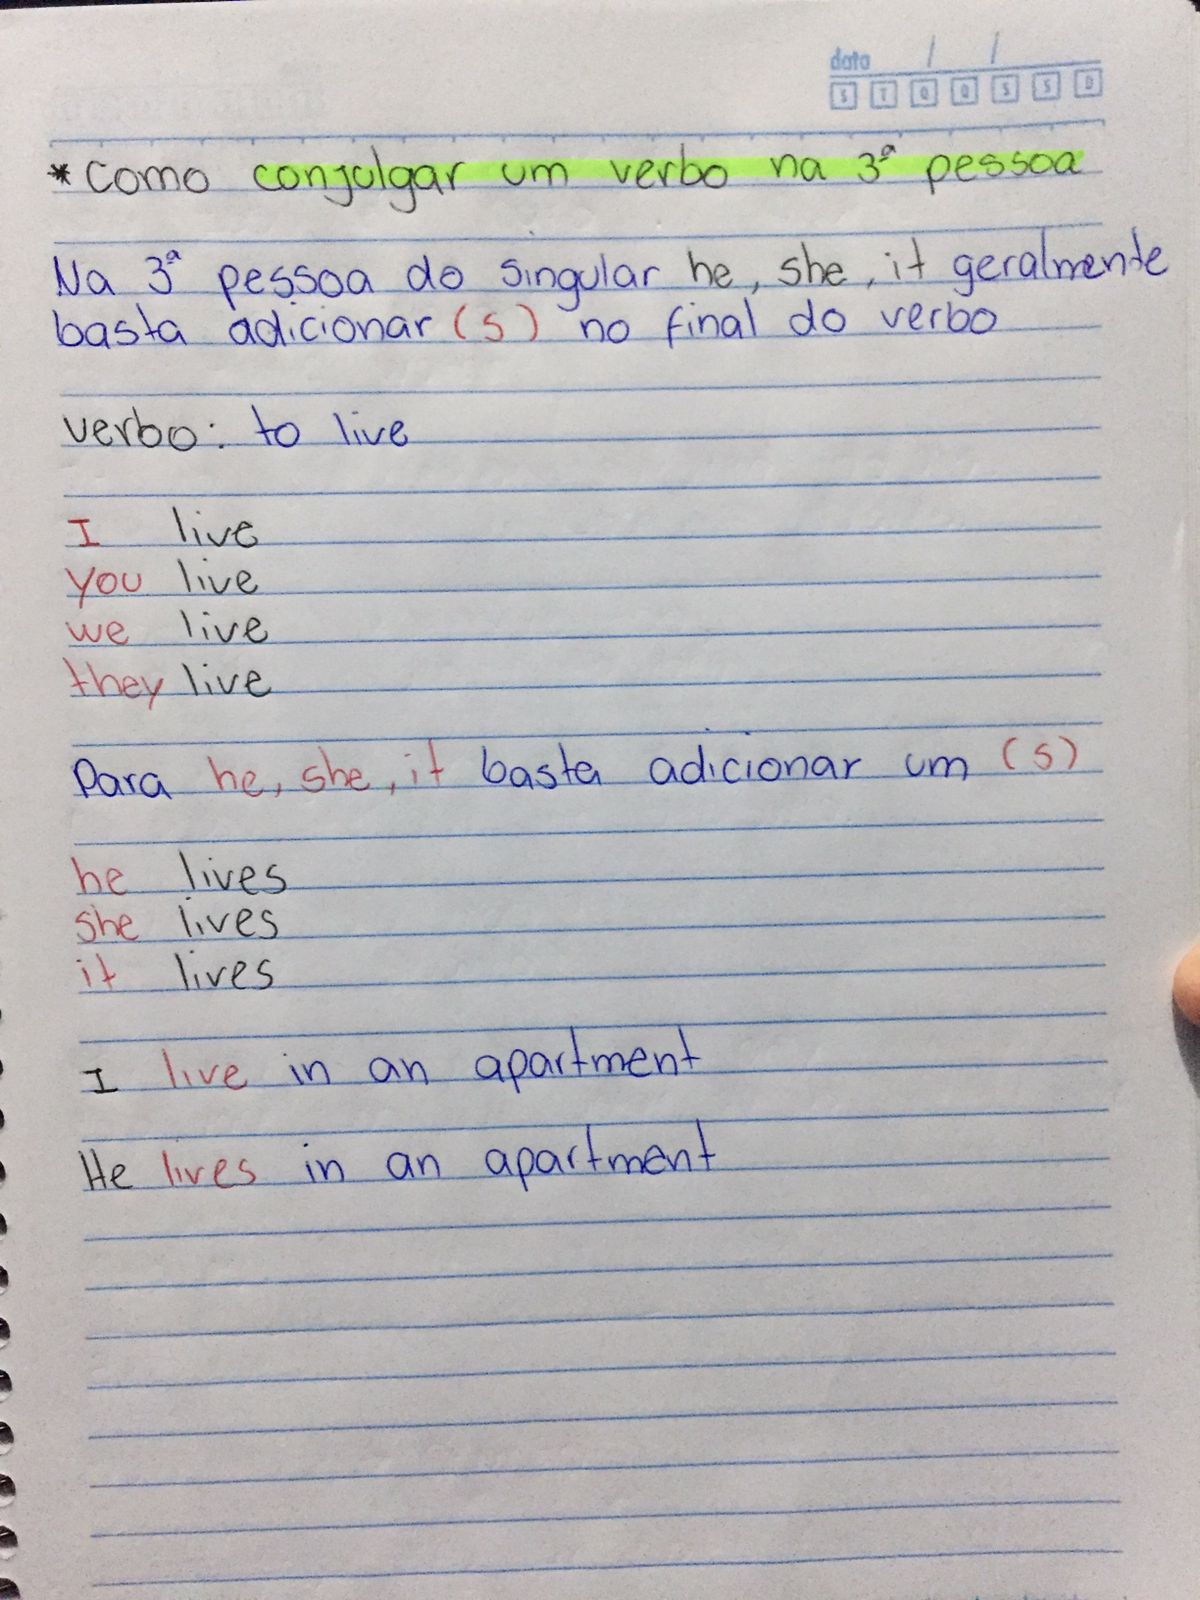 data / /
S T Q Q S S D
* Como conjulgar um verbo na 3ª pessoa
Na 3ª pessoa do singular he, she, it geralmente
basta adicionar (s) no final do verbo
verbo: to live
I live
you live
we live
they live
Para he, she, it basta adicionar um (s)
he lives
she lives
it lives
I live in an apartment
He lives in an apartment